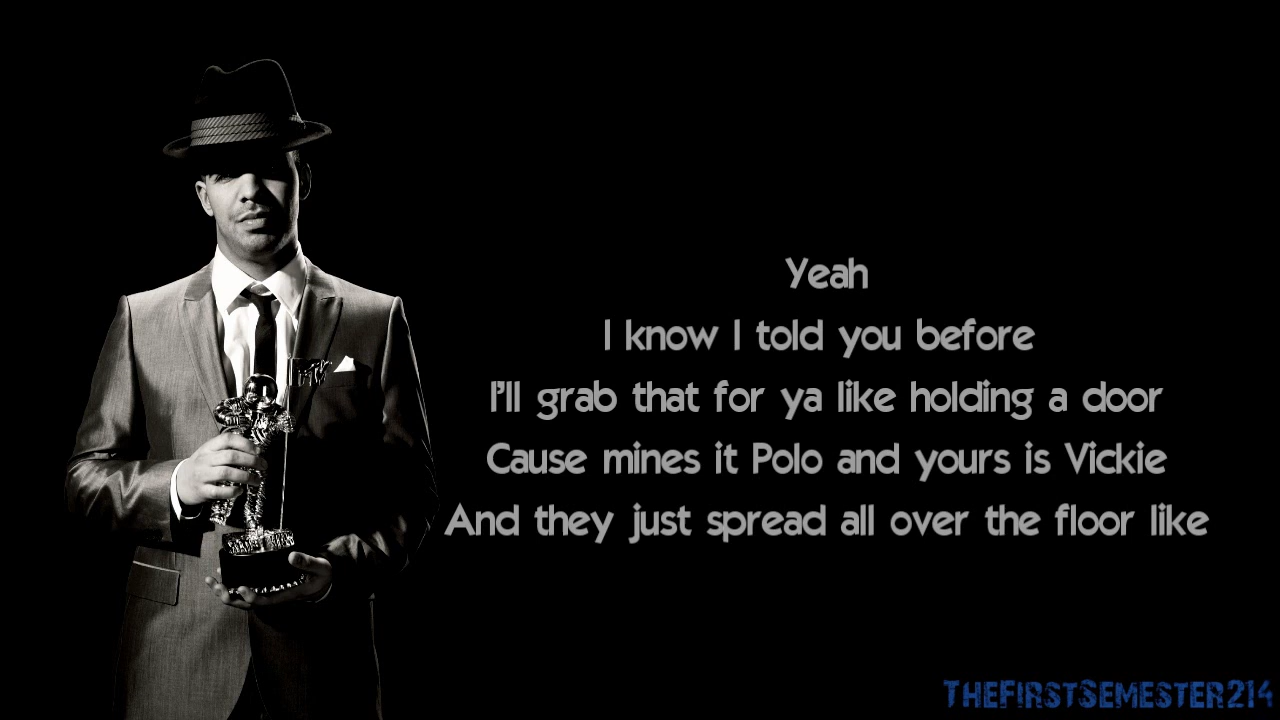 Yeah
I know I told you before
I'll grab that for ya like holding a door
Cause mines it Polo and yours is Vickie
And they just spread all over the floor like
THEFIRSTSEMESTER214